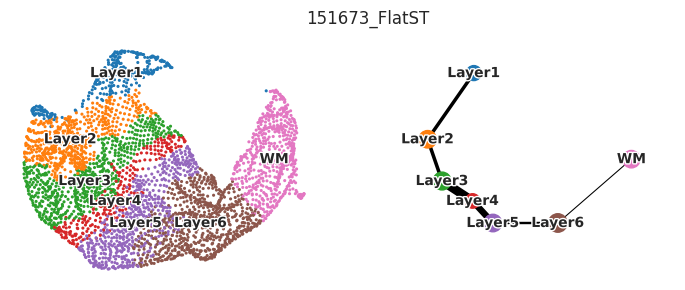 151673_FlatST
Layer1
Layer2
Layer3
Layer4
Layer5
Layer6
WM
Layer1
Layer2
Layer3
Layer4
Layer5
Layer6
WM